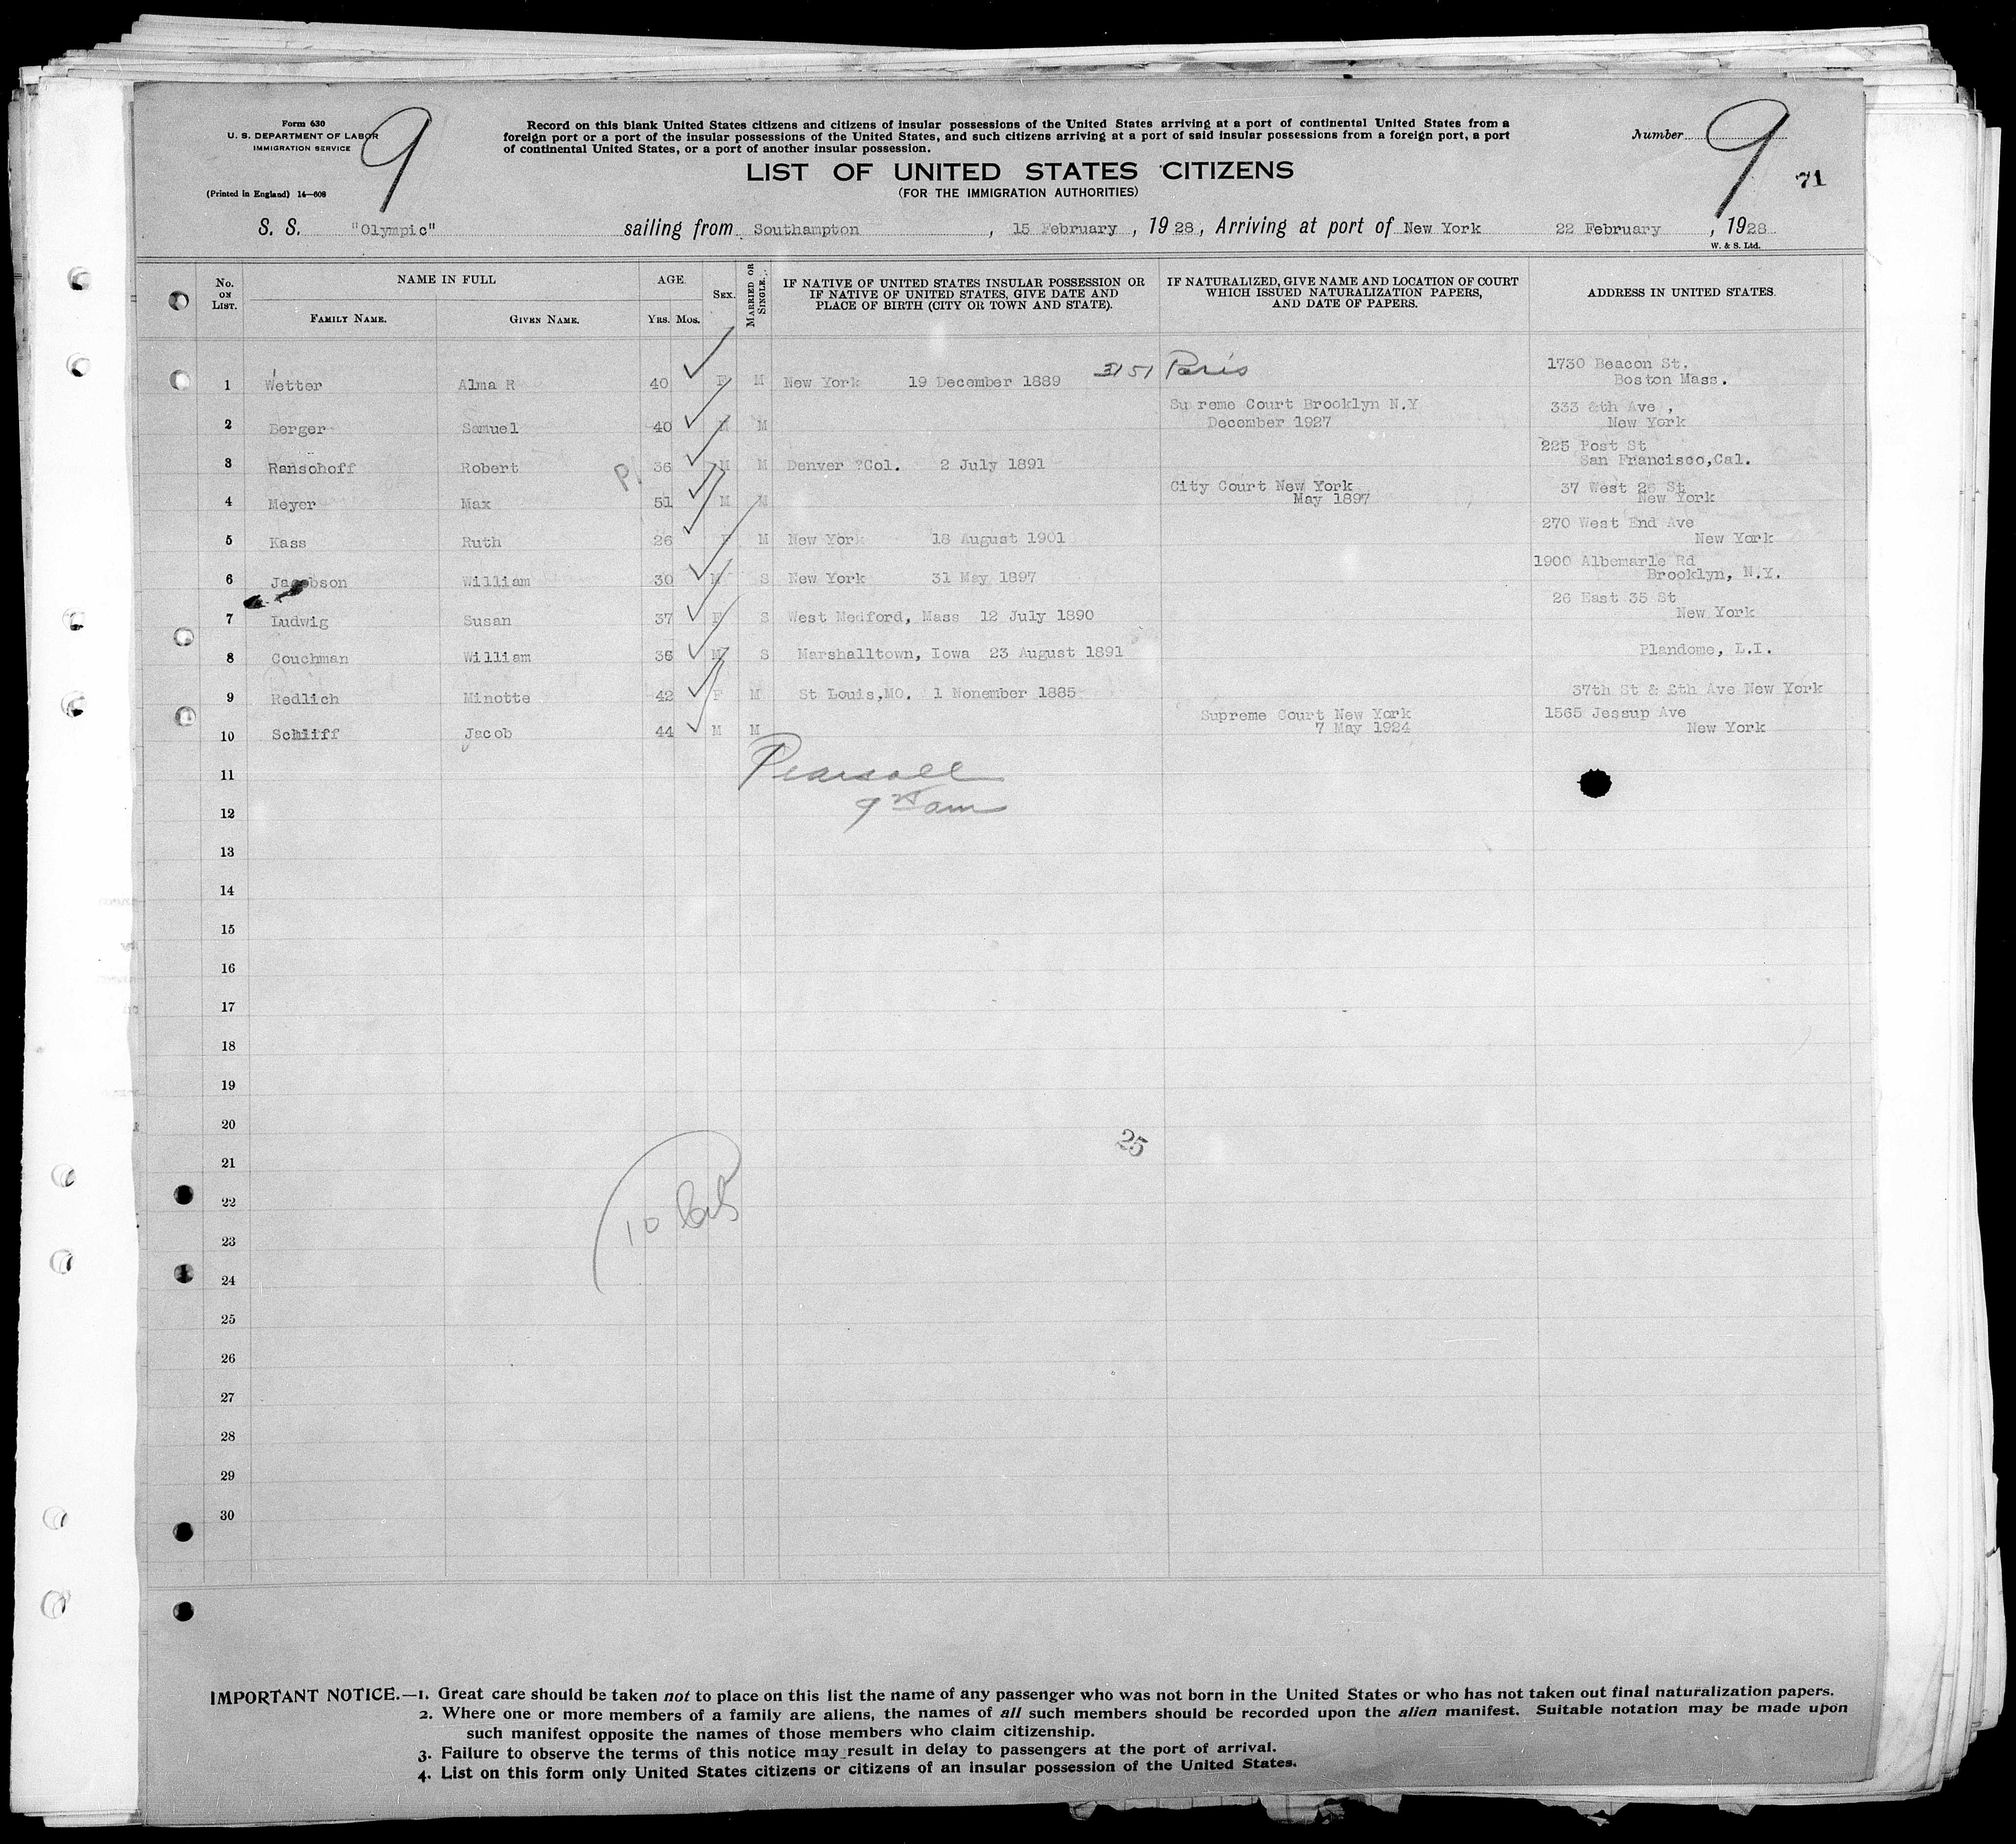 Form 630
U. S. DEPARTMENT OF LABOR
IMMIGRATION SERVICE
(Printed in England) 14—608
9
Record on this blank United States citizens and citizens of insular possessions of the United States arriving at a port of continental United States from a
foreign port or a port of the insular possessions of the United States, and such citizens arriving at a port of said insular possessions from a foreign port, a port
of continental United States, or a port of another insular possession.
Number 9
71
LIST OF UNITED STATES CITIZENS
(FOR THE IMMIGRATION AUTHORITIES)
S. S. "Olympic" sailing from Southampton, 15 February, 1928, Arriving at port of New York 22 February, 1928
W. & S. Ltd.
No. ON LIST. NAME IN FULL FAMILY NAME. GIVEN NAME. AGE. YRS. MOS. SEX. MARRIED OR SINGLE. IF NATIVE OF UNITED STATES INSULAR POSSESSION OR IF NATIVE OF UNITED STATES, GIVE DATE AND PLACE OF BIRTH (CITY OR TOWN AND STATE). IF NATURALIZED, GIVE NAME AND LOCATION OF COURT WHICH ISSUED NATURALIZATION PAPERS, AND DATE OF PAPERS. ADDRESS IN UNITED STATES.
1 Wetter Alma R 40 F M New York 19 December 1889 3151 Paris 1730 Beacon St. Boston Mass.
2 Berger Samuel 40 M Su reme Court Brooklyn N.Y December 1927 333 8th Ave , New York
3 Ranschoff Robert 36 M M Denver ?Col. 2 July 1891 225 Post St San Francisco,Cal.
4 Meyer Max 51 M M City Court New York May 1897 37 West 26 St New York
5 Kass Ruth 26 F M New York 18 August 1901 270 West End Ave New York
6 Jacobson William 30 M S New York 31 May 1897 1900 Albemarle Rd Brooklyn, N.Y.
7 Ludwig Susan 37 F S West Medford, Mass 12 July 1890 26 East 35 St New York
8 Couchman William 36 M S Marshalltown, Iowa 23 August 1891 Plandome, L.I.
9 Redlich Minotte 42 F M St Louis,MO. 1 Nonember 1885 37th St & Ave New York
10 Schiff Jacob 44 M M Supreme Court New York 7 May 1924 1565 Jessup Ave New York
11 Pearsall
12
13
14
15
16
17
18
19
20
25
21
22
10
23
24
25
26
27
28
29
30
IMPORTANT NOTICE.—1. Great care should be taken not to place on this list the name of any passenger who was not born in the United States or who has not taken out final naturalization papers.
2. Where one or more members of a family are aliens, the names of all such members should be recorded upon the alien manifest. Suitable notation may be made upon
such manifest opposite the names of those members who claim citizenship.
3. Failure to observe the terms of this notice may result in delay to passengers at the port of arrival.
4. List on this form only United States citizens or citizens of an insular possession of the United States.